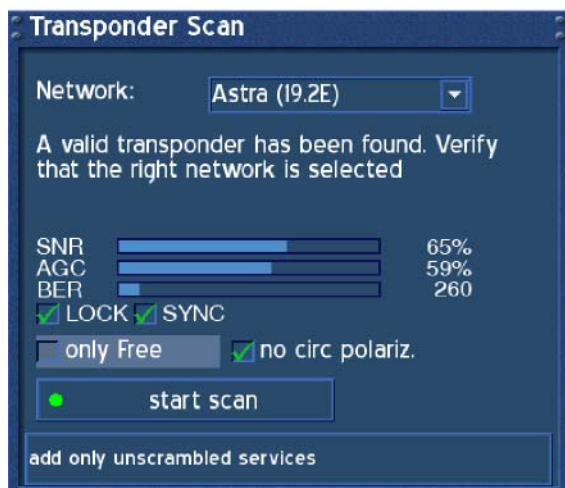 Transponder Scan
Network: Astra (19.2E)
A valid transponder has been found. Verify
that the right network is selected
SNR 65%
AGC 59%
BER 260
LOCK SYNC
only Free no circ polariz.
start scan
add only unscrambled services